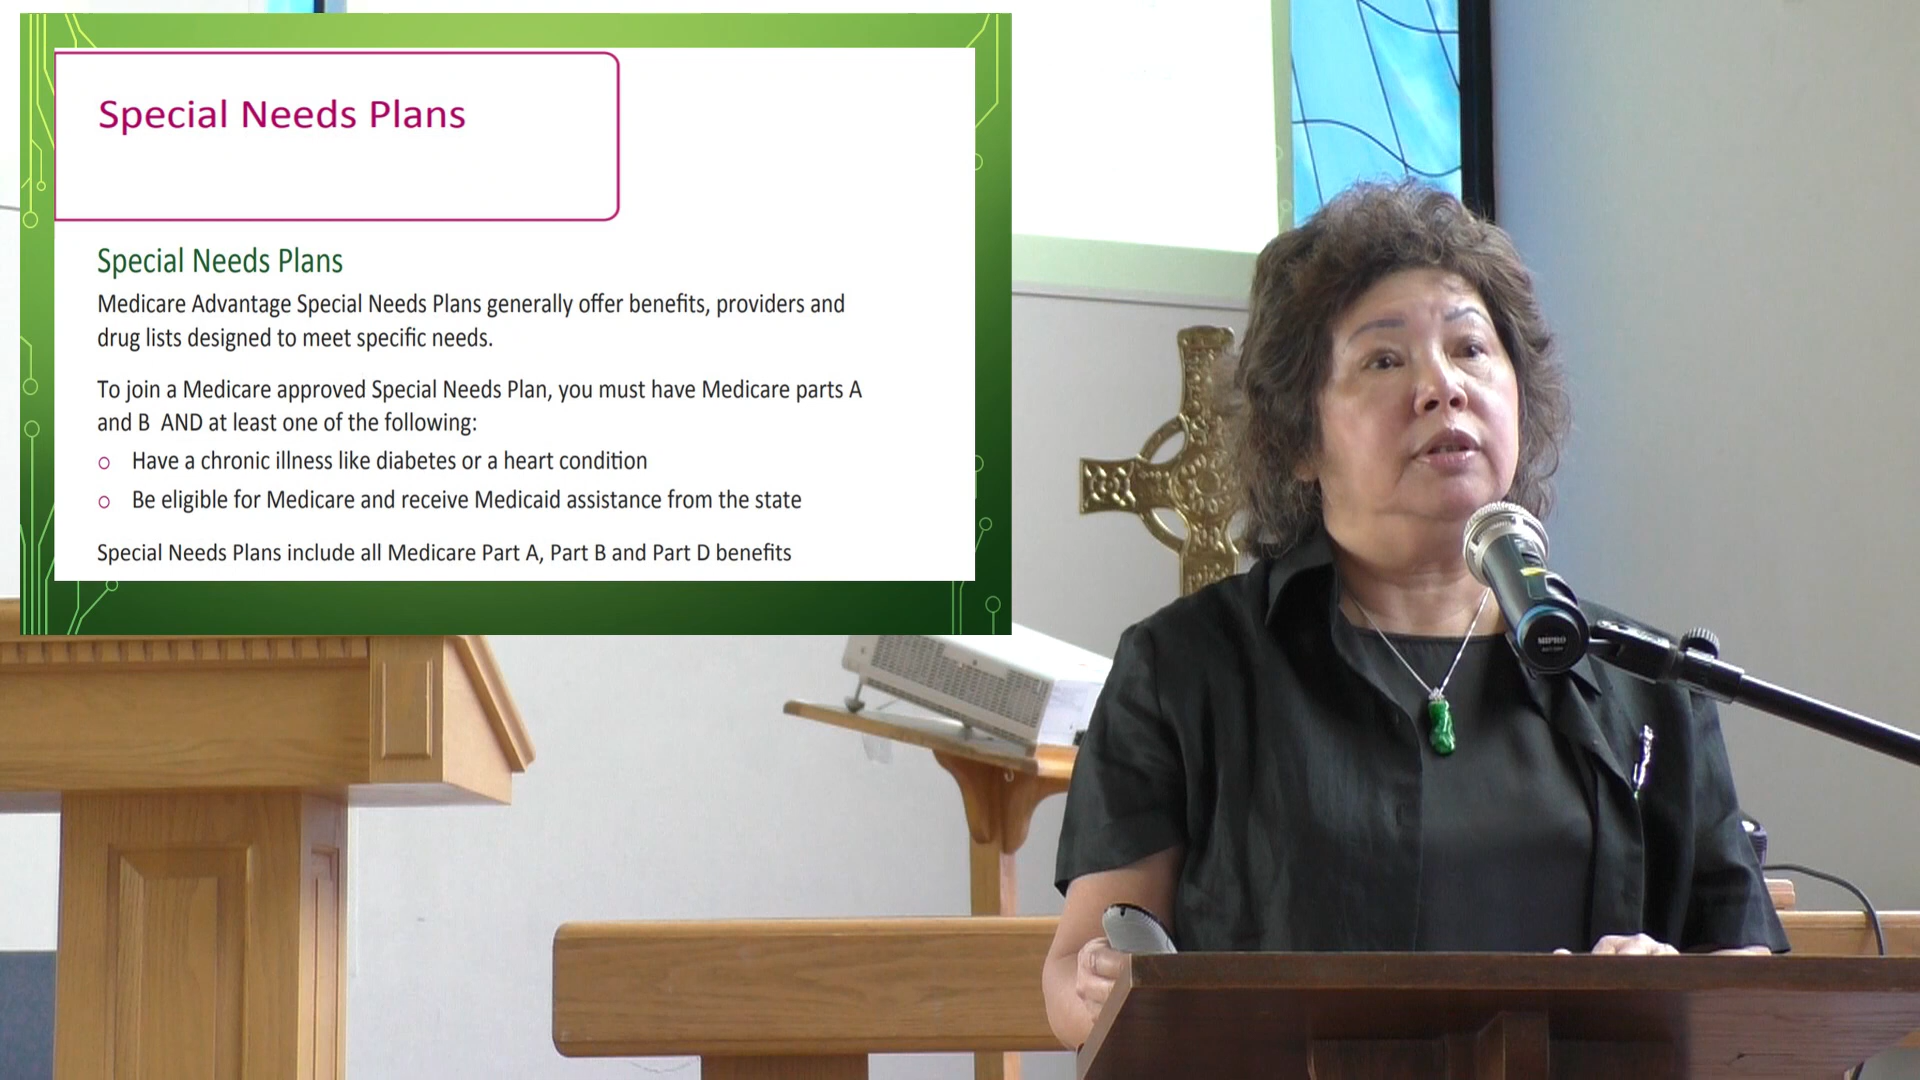 Special Needs Plans
Special Needs Plans
Medicare Advantage Special Needs Plans generally offer benefits, providers and
drug lists designed to meet specific needs.
To join a Medicare approved Special Needs Plan, you must have Medicare parts A
and B AND at least one of the following:
Have a chronic illness like diabetes or a heart condition
Be eligible for Medicare and receive Medicaid assistance from the state
Special Needs Plans include all Medicare Part A, Part B and Part D benefits
MIPRO